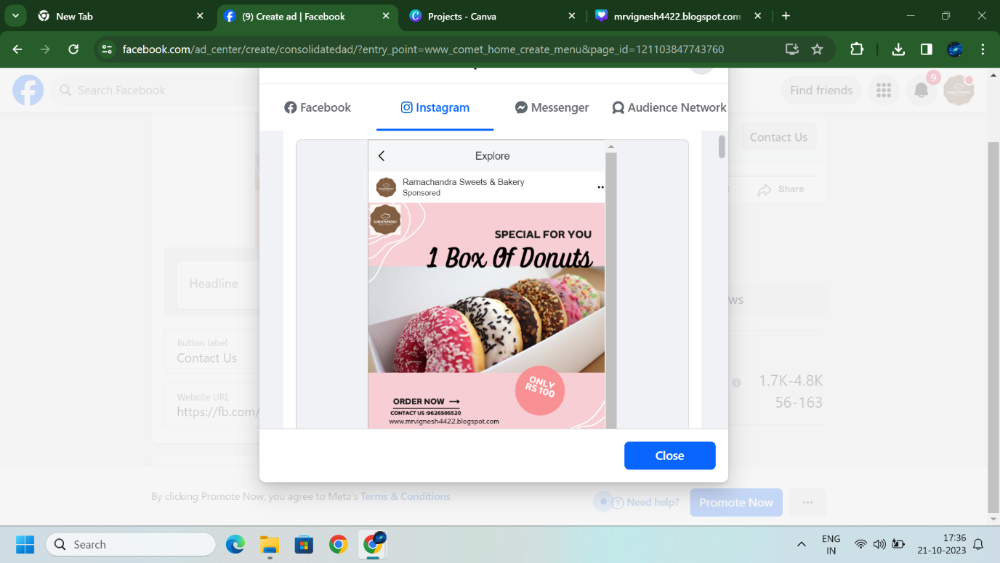 New Tab
(9) Create ad | Facebook
Projects - Canva
mrvignesh4422.blogspot.com
facebook.com/ad_center/create/consolidatedad/?entry_point=www_comet_home_create_menu&page_id=121103847743760
Search Facebook
Find friends
9
Facebook
Instagram
Messenger
Audience Network
Contact Us
Share
Explore
Ramachandra Sweets & Bakery
Sponsored
SPECIAL FOR YOU
1 Box Of Donuts
ONLY
RS 100
ORDER NOW →
CONTACT US :9626505520
www.mrvignesh4422.blogspot.com
Headline
Button label
Contact Us
Website URL
https://fb.com/
ws
1.7K-4.8K
56-163
Close
By clicking Promote Now, you agree to Meta's Terms & Conditions
Need help?
Promote Now
Search
ENG
IN
17:36
21-10-2023